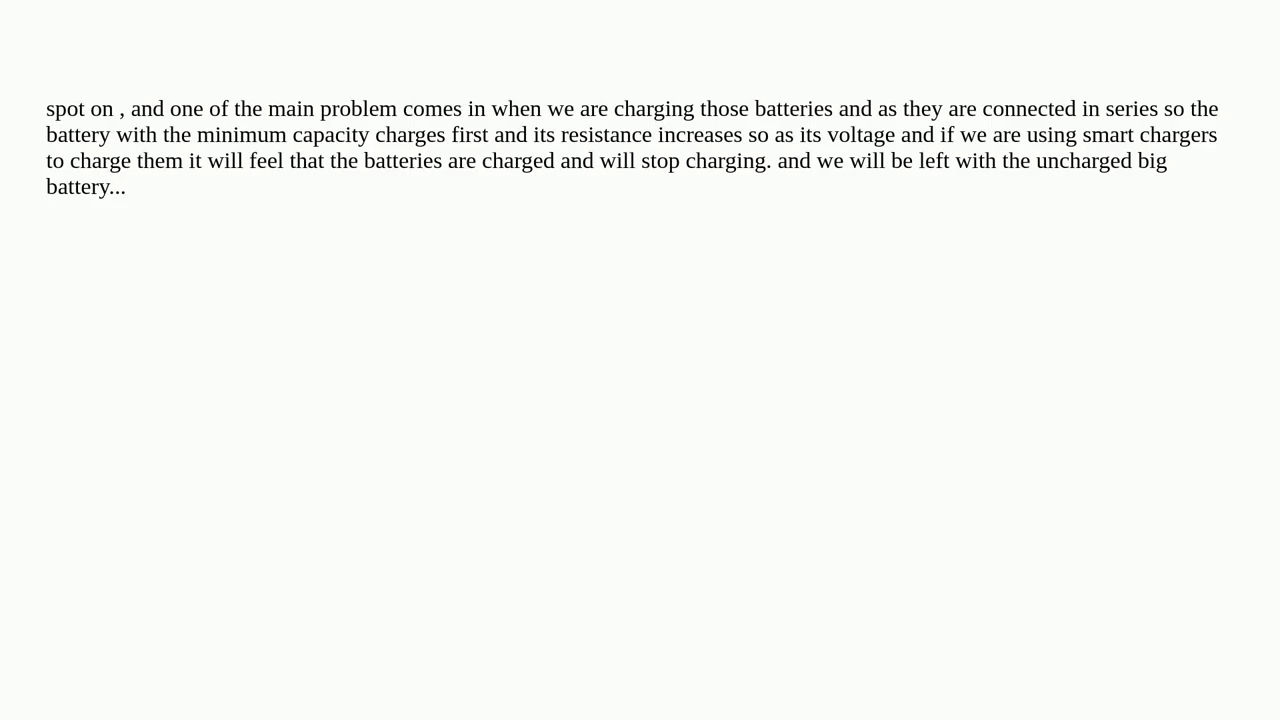 spot on , and one of the main problem comes in when we are charging those batteries and as they are connected in series so the
battery with the minimum capacity charges first and its resistance increases so as its voltage and if we are using smart chargers
to charge them it will feel that the batteries are charged and will stop charging. and we will be left with the uncharged big
battery...